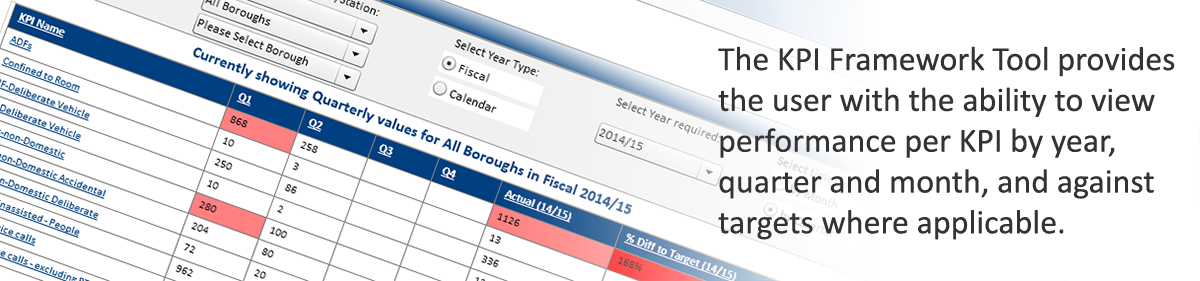 Station:
All Boroughs
Please Select Borough
Select Year Type:
Fiscal
Calendar
Select Year required:
2014/15
Currently showing Quarterly values for All Boroughs in Fiscal 2014/15
KPI Name
Q1
Q2
Q3
Q4
Actual (14/15)
% Diff to Target (14/15)
ADFs
868
258
1126
168%
Confined to Room
10
3
13
F-Deliberate Vehicle
250
86
336
Deliberate Vehicle
10
2
-non-Domestic
280
100
non-Domestic Accidental
204
80
n-Domestic Deliberate
72
20
nassisted - People
962
ice calls
e calls - excluding
The KPI Framework Tool provides
the user with the ability to view
performance per KPI by year,
quarter and month, and against
targets where applicable.